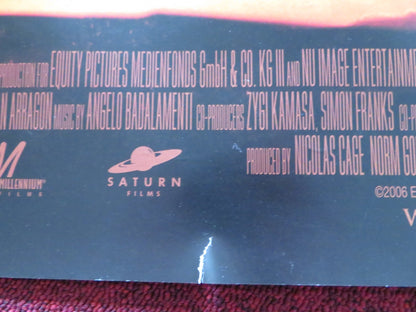 PRODUCTION FOR EQUITY PICTURES MEDIENFONDS GmbH & CO. KG III AND NU IMAGE ENTERTAINME
N ARRAGON MUSIC BY ANGELO BADALAMENTI CO-PRODUCERS ZYGI KAMASA, SIMON FRANKS CO-P
PRODUCED BY NICOLAS CAGE NORM GO
M
MILLENNIUM
FILMS
SATURN
FILMS
©2006 E